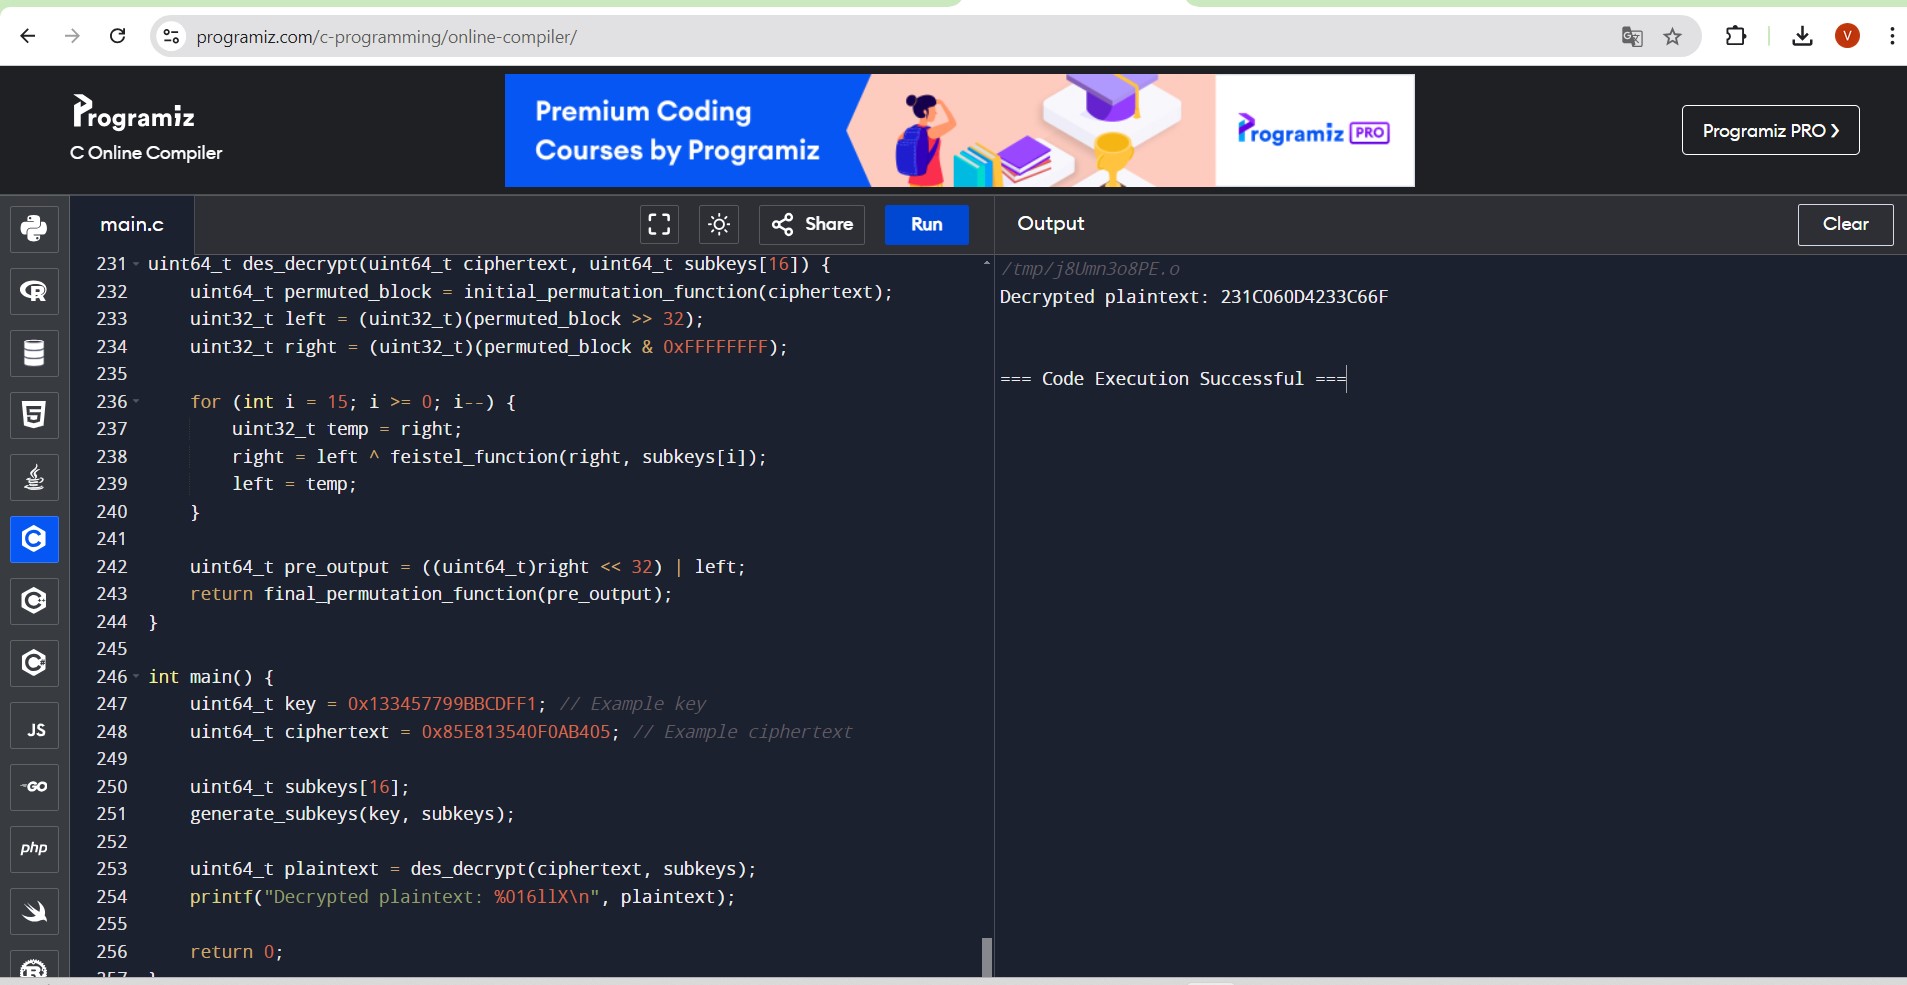 programiz.com/c-programming/online-compiler/
V
Programiz
C Online Compiler
Premium Coding
Courses by Programiz
Programiz PRO
Programiz PRO ❯
main.c
Share
Run
Output
Clear
231 uint64_t des_decrypt(uint64_t ciphertext, uint64_t subkeys[16]) {
232     uint64_t permuted_block = initial_permutation_function(ciphertext);
233     uint32_t left = (uint32_t)(permuted_block >> 32);
234     uint32_t right = (uint32_t)(permuted_block & 0xFFFFFFFF);
235
236     for (int i = 15; i >= 0; i--) {
237         uint32_t temp = right;
238         right = left ^ feistel_function(right, subkeys[i]);
239         left = temp;
240     }
241
242     uint64_t pre_output = ((uint64_t)right << 32) | left;
243     return final_permutation_function(pre_output);
244 }
245
246 int main() {
247     uint64_t key = 0x133457799BBCDFF1; // Example key
248     uint64_t ciphertext = 0x85E813540F0AB405; // Example ciphertext
249
250     uint64_t subkeys[16];
251     generate_subkeys(key, subkeys);
252
253     uint64_t plaintext = des_decrypt(ciphertext, subkeys);
254     printf("Decrypted plaintext: %016llX\n", plaintext);
255
256     return 0;
257 }
/tmp/j8Umn3o8PE.o
Decrypted plaintext: 231C060D4233C66F
=== Code Execution Successful ===
R
5
C
C
C
JS
GO
php
R